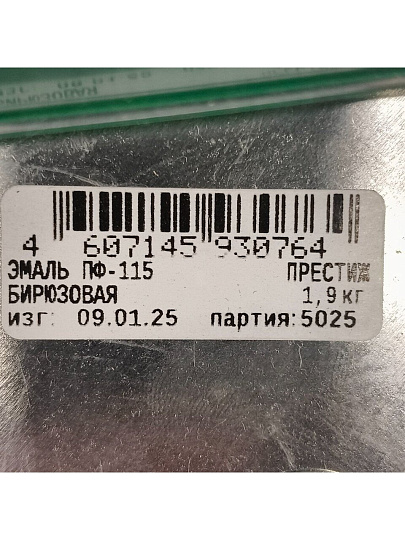 4 607145 930764
ЭМАЛЬ ПФ-115 ПРЕСТИЖ
БИРЮЗОВАЯ 1,9 кг
изг: 09.01.25 партия:5025